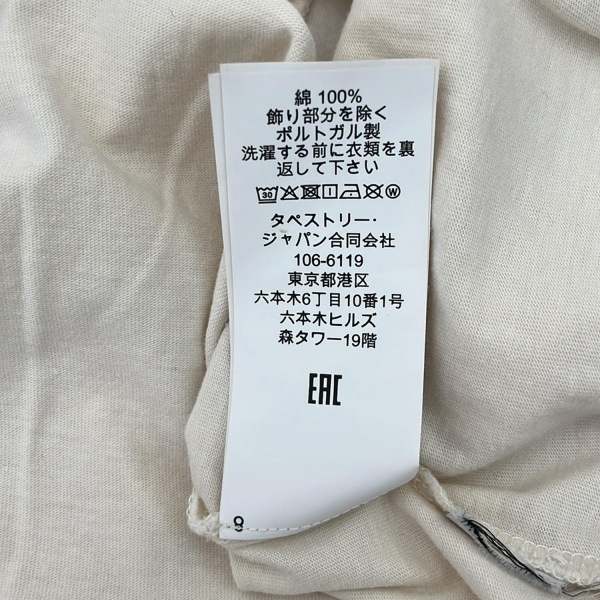 綿 100%
飾り部分を除く
ポルトガル製
洗濯する前に衣類を裏
返して下さい
30 W
タペストリー・
ジャパン合同会社
106-6119
東京都港区
六本木6丁目10番1号
六本木ヒルズ
森タワー19階
EAC
8